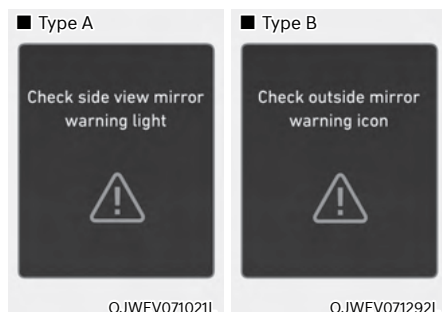 ■ Type A
Check side view mirror
warning light
OJWEV071021L
■ Type B
Check outside mirror
warning icon
OJWEV071292L